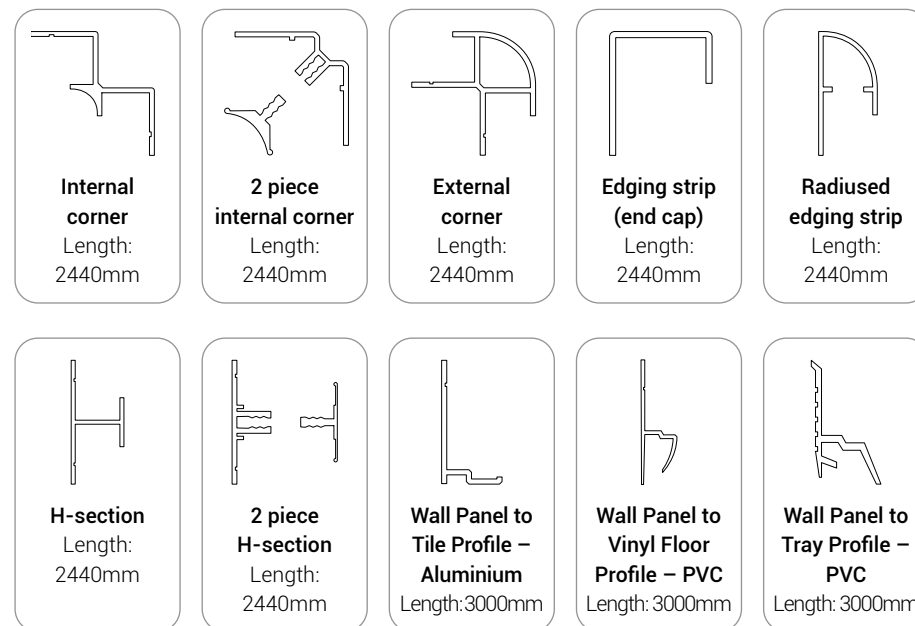 Internal
corner
Length:
2440mm
2 piece
internal corner
Length:
2440mm
External
corner
Length:
2440mm
Edging strip
(end cap)
Length:
2440mm
Radiused
edging strip
Length:
2440mm
H-section
Length:
2440mm
2 piece
H-section
Length:
2440mm
Wall Panel to
Tile Profile –
Aluminium
Length:3000mm
Wall Panel to
Vinyl Floor
Profile – PVC
Length: 3000mm
Wall Panel to
Tray Profile –
PVC
Length: 3000mm